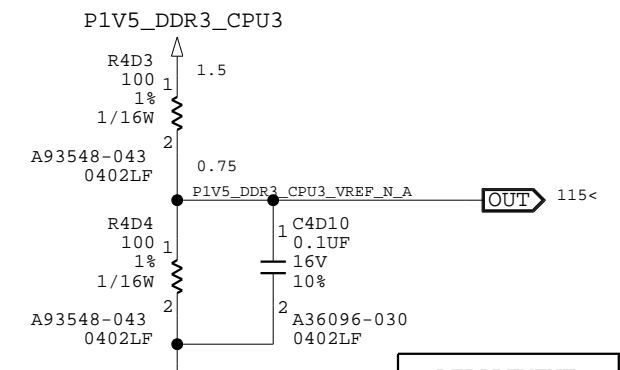 P1V5_DDR3_CPU3
R4D3
1.5
100
1
1%
1/16W
2
A93548-043
0.75
0402LF
P1V5_DDR3_CPU3_VREF_N_A
OUT
115<
R4D4
1
C4D10
100
1
0.1UF
1%
16V
1/16W
10%
2
2
A93548-043
A36096-030
0402LF
0402LF